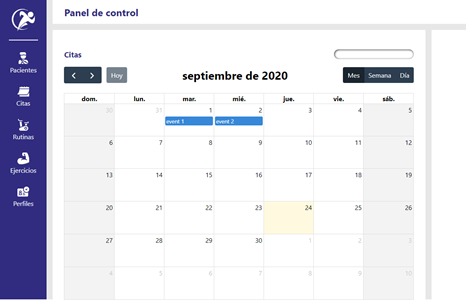 Panel de control
Pacientes
Citas
Rutinas
Ejercicios
Perfiles
Citas
Hoy
septiembre de 2020
Mes Semana Día
dom. lun. mar. mié. jue. vie. sáb.
30 31 1 2 3 4 5
event 1 event 2
6 7 8 9 10 11 12
13 14 15 16 17 18 19
20 21 22 23 24 25 26
27 28 29 30 1 2 3
4 5 6 7 8 9 10